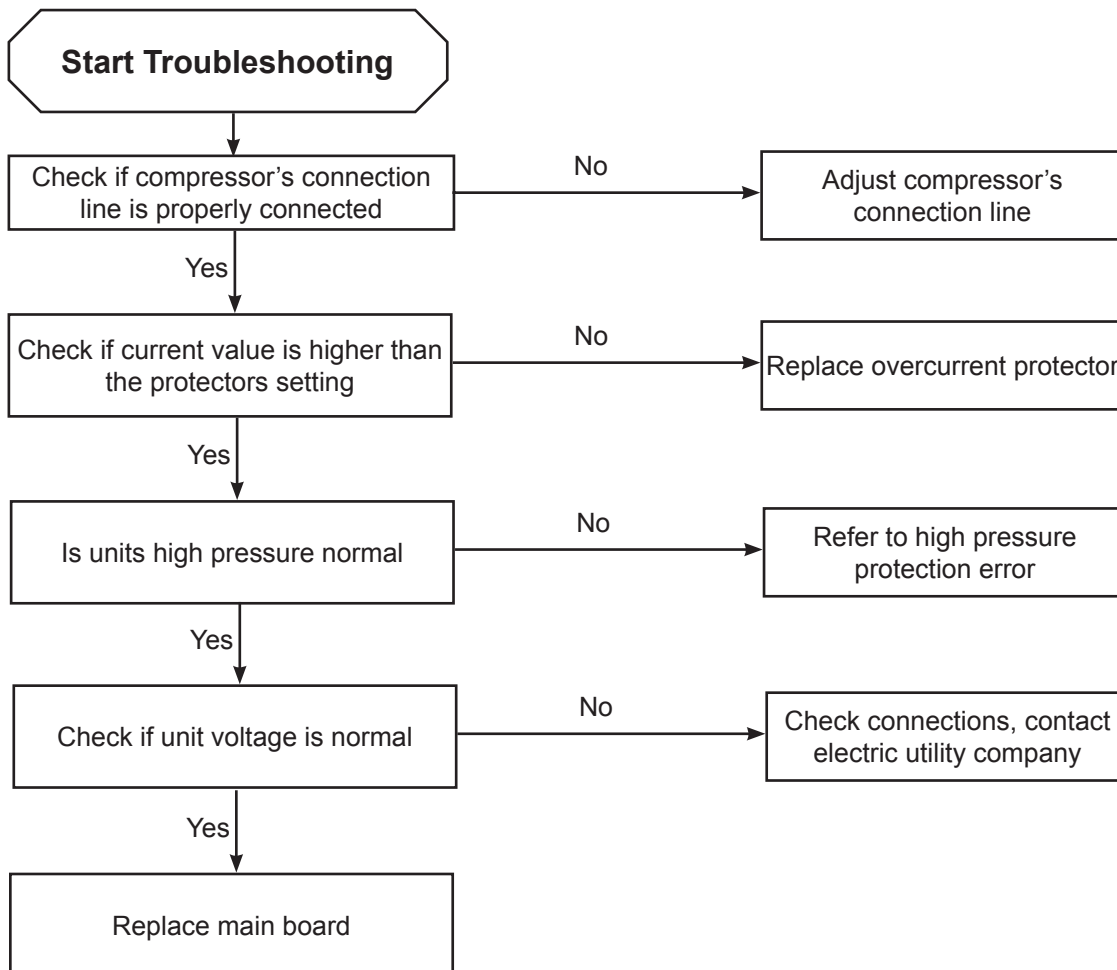 Start Troubleshooting
Check if compressor’s connection
line is properly connected
No
Adjust compressor’s
connection line
Yes
Check if current value is higher than
the protectors setting
No
Replace overcurrent protector
Yes
Is units high pressure normal
No
Refer to high pressure
protection error
Yes
Check if unit voltage is normal
No
Check connections, contact
electric utility company
Yes
Replace main board